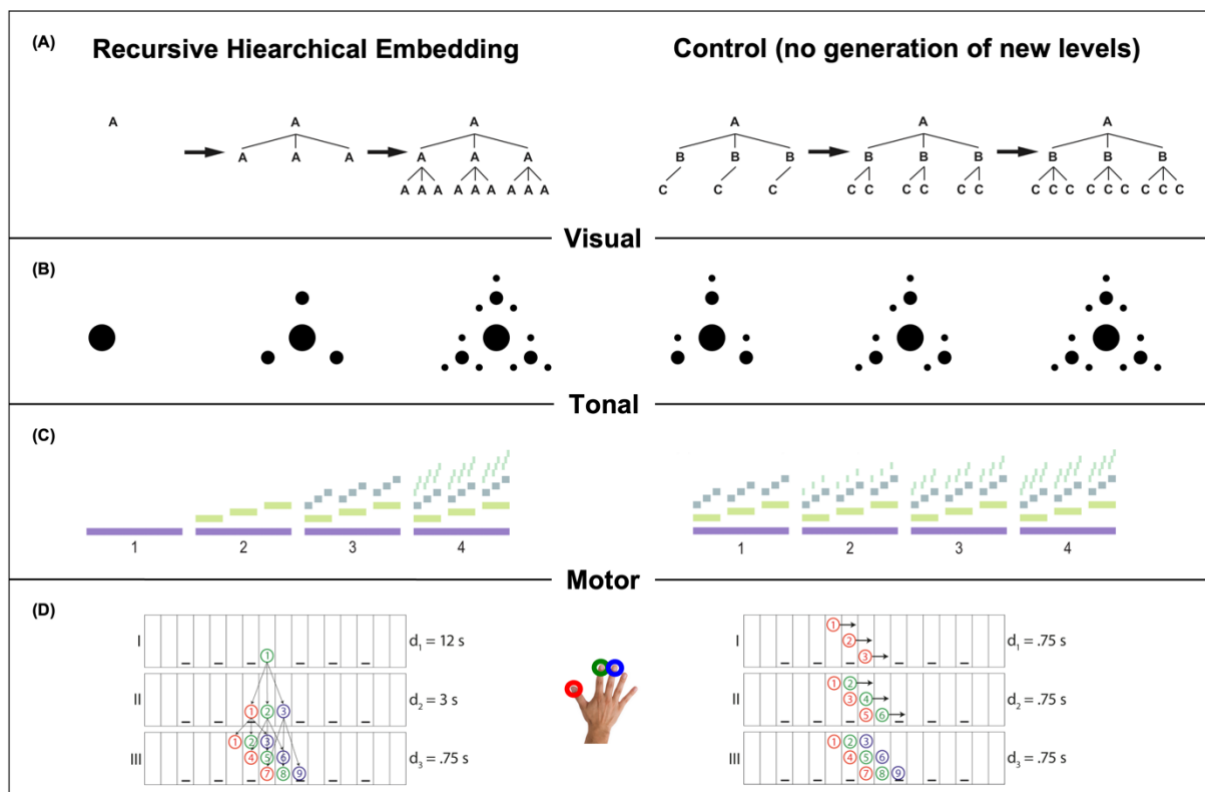 (A)
Recursive Hiearchical Embedding
Control (no generation of new levels)
A A A A A A
A A A A A A B B B B B B B B B
A A A A A A A A A C C C C C C C C C C C C C C C C C C
Visual
(B)
Tonal
(C)
1 2 3 4 1 2 3 4
Motor
(D)
I 1 d1 = 12 s
II 1 2 3 d2 = 3 s
III 1 2 3 4 5 6 7 8 9 d3 = .75 s
I 1 2 3 d1 = .75 s
II 1 2 3 4 5 6 d2 = .75 s
III 1 2 3 4 5 6 7 8 9 d3 = .75 s